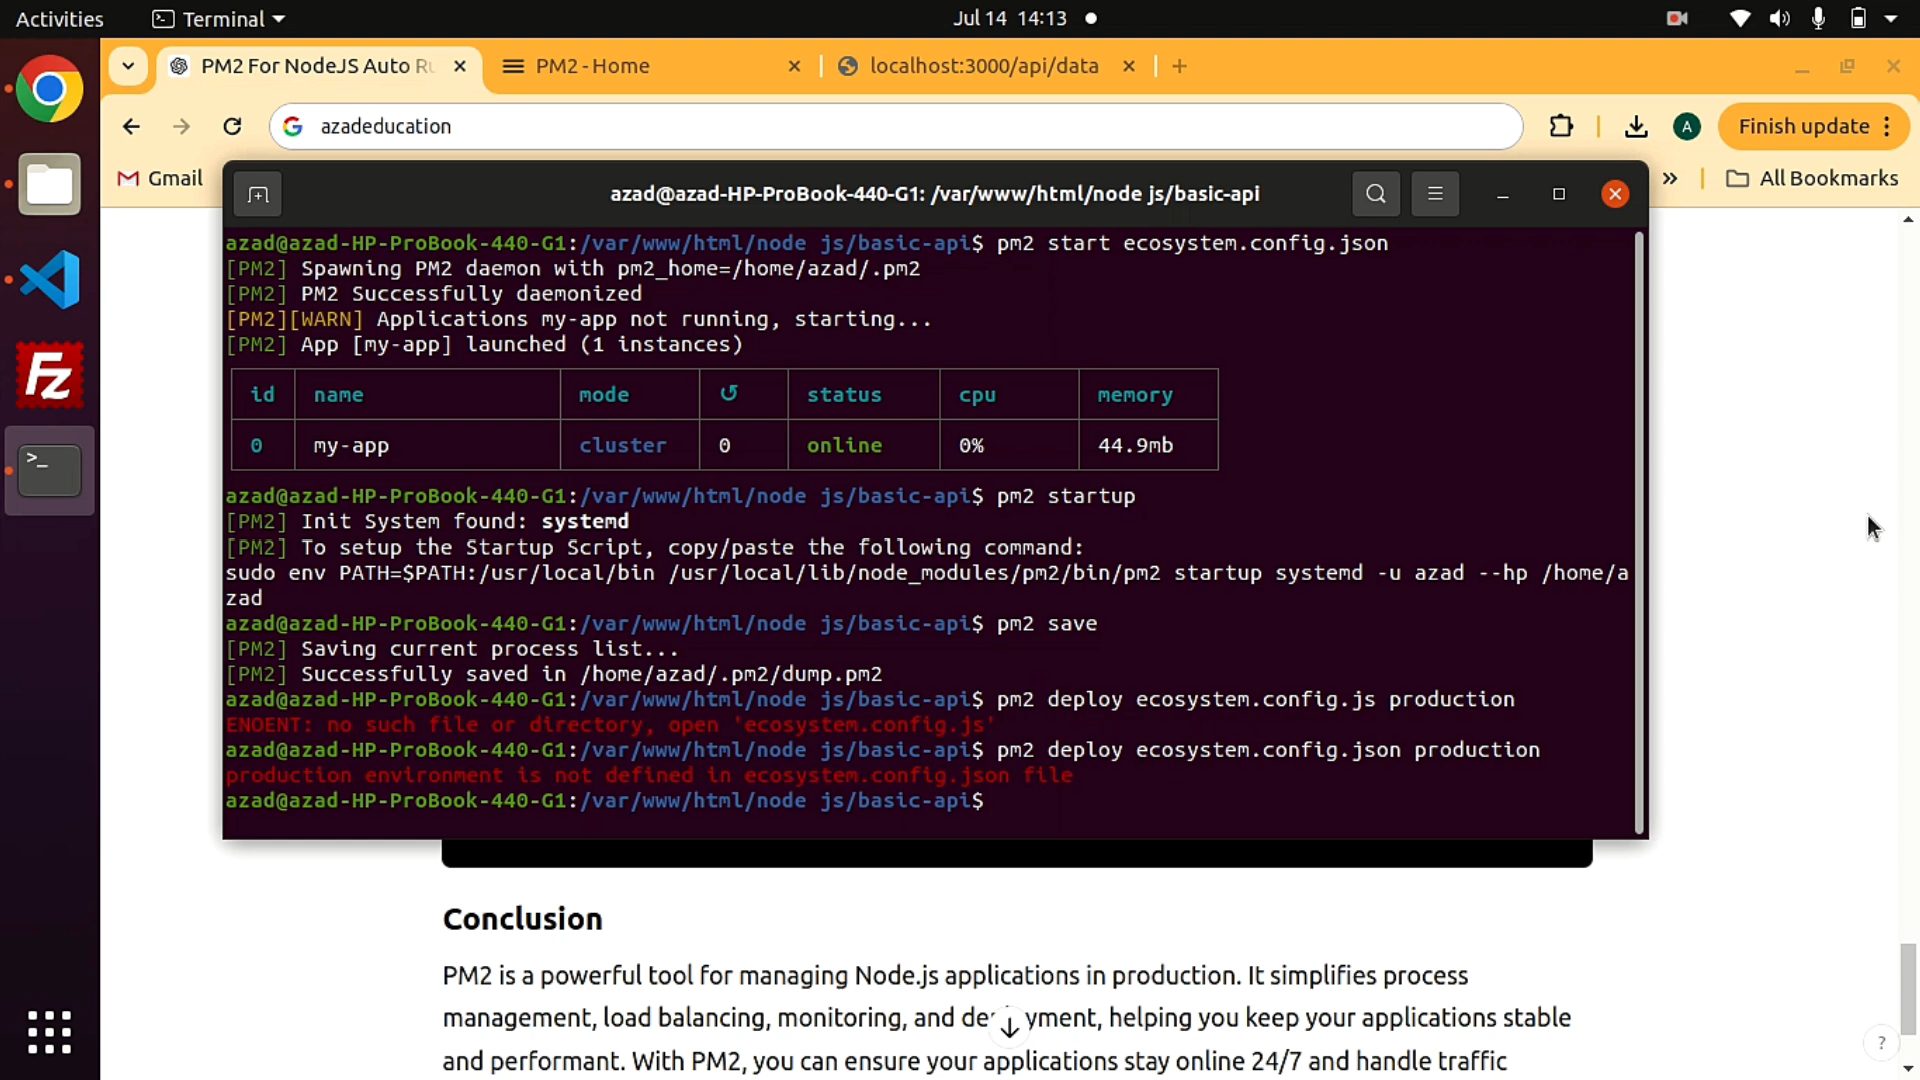 Activities
Terminal
Jul 14 14:13
PM2 For NodeJS Auto Ru
PM2 - Home
localhost:3000/api/data
azadeducation
A
Finish update
Gmail
All Bookmarks
azad@azad-HP-ProBook-440-G1: /var/www/html/node js/basic-api
azad@azad-HP-ProBook-440-G1:/var/www/html/node js/basic-api$ pm2 start ecosystem.config.json
[PM2] Spawning PM2 daemon with pm2_home=/home/azad/.pm2
[PM2] PM2 Successfully daemonized
[PM2][WARN] Applications my-app not running, starting...
[PM2] App [my-app] launched (1 instances)
id name mode ↺ status cpu memory
0 my-app cluster 0 online 0% 44.9mb
azad@azad-HP-ProBook-440-G1:/var/www/html/node js/basic-api$ pm2 startup
[PM2] Init System found: systemd
[PM2] To setup the Startup Script, copy/paste the following command:
sudo env PATH=$PATH:/usr/local/bin /usr/local/lib/node_modules/pm2/bin/pm2 startup systemd -u azad --hp /home/a
zad
azad@azad-HP-ProBook-440-G1:/var/www/html/node js/basic-api$ pm2 save
[PM2] Saving current process list...
[PM2] Successfully saved in /home/azad/.pm2/dump.pm2
azad@azad-HP-ProBook-440-G1:/var/www/html/node js/basic-api$ pm2 deploy ecosystem.config.js production
ENOENT: no such file or directory, open 'ecosystem.config.js'
azad@azad-HP-ProBook-440-G1:/var/www/html/node js/basic-api$ pm2 deploy ecosystem.config.json production
production environment is not defined in ecosystem.config.json file
azad@azad-HP-ProBook-440-G1:/var/www/html/node js/basic-api$
Conclusion
PM2 is a powerful tool for managing Node.js applications in production. It simplifies process
management, load balancing, monitoring, and de yment, helping you keep your applications stable
and performant. With PM2, you can ensure your applications stay online 24/7 and handle traffic
?